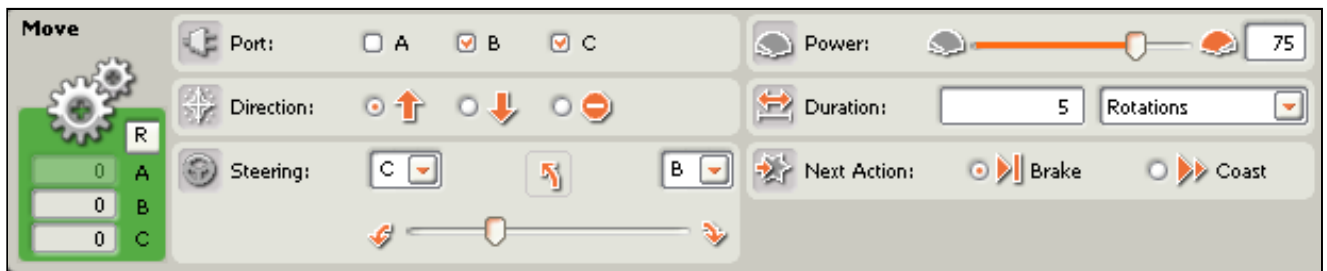 Move
Port: A B C
Power: 75
Direction:
Duration: 5 Rotations
R
Steering: C B
Next Action: Brake Coast
0 A
0 B
0 C